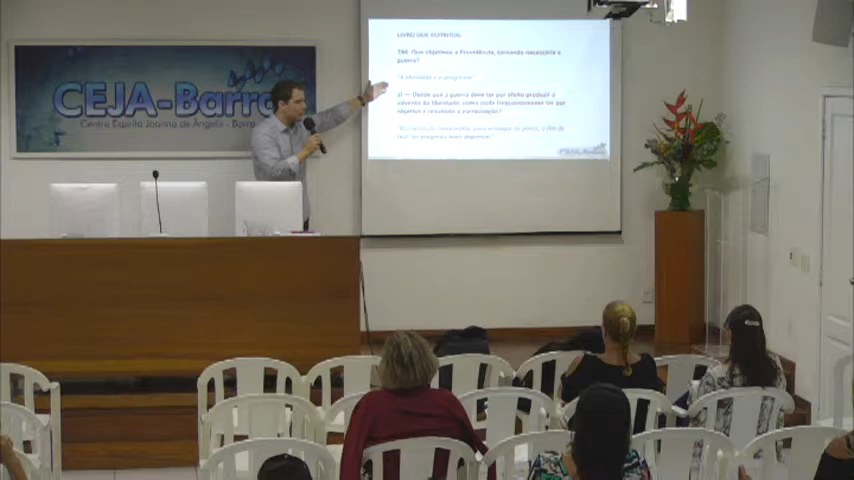 CEJA-Barra
Centro Espírita Joanna de Ângelis - Barra
LIVRO DOS ESPÍRITOS
744. Que objetivou a Providência, tornando necessária a
guerra?
"A liberdade e o progresso."
a) — Desde que a guerra deve ter por efeito produzir o
advento da liberdade, como pode frequentemente ter por
objetivo e resultado a escravização?
"Escravização temporária, para esmagar os povos, a fim de
fazê-los progredir mais depressa."